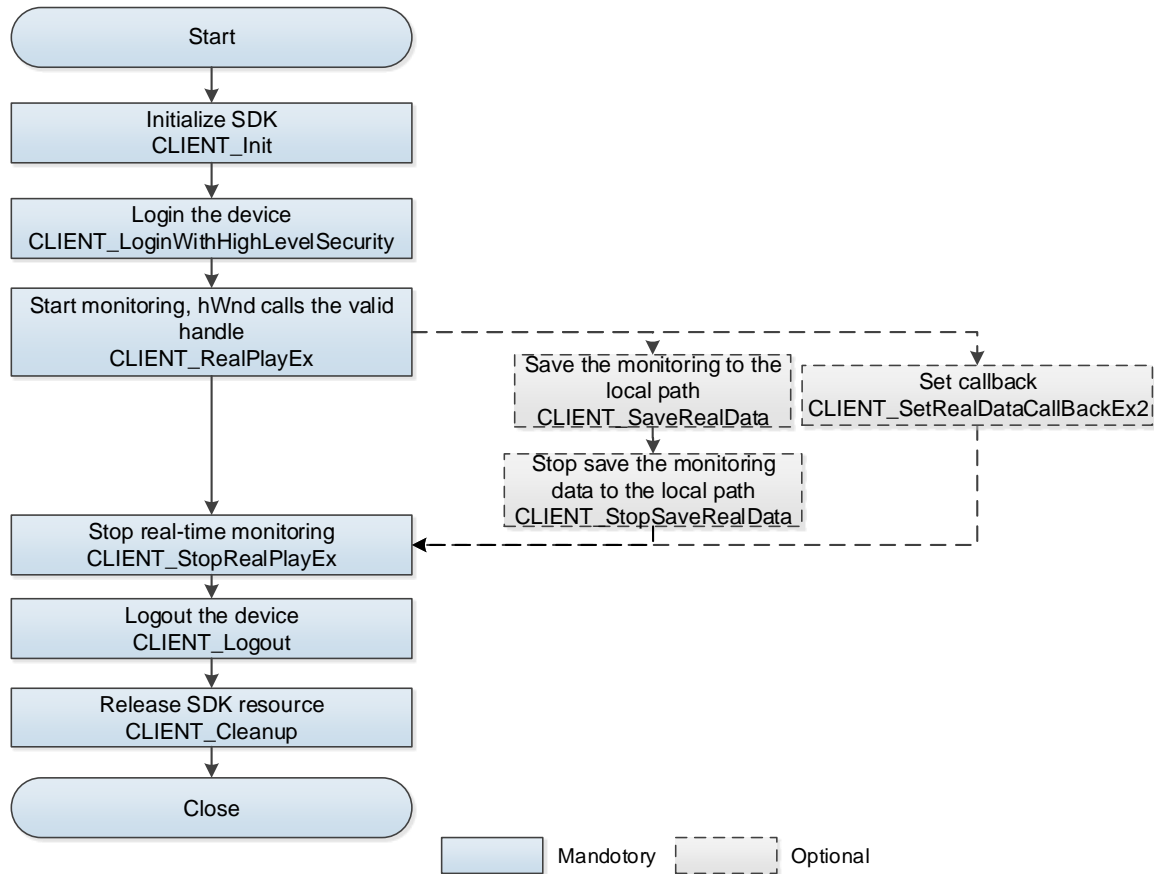 Start
Initialize SDK
CLIENT_Init
Login the device
CLIENT_LoginWithHighLevelSecurity
Start monitoring, hWnd calls the valid
handle
CLIENT_RealPlayEx
Save the monitoring to the
local path
CLIENT_SaveRealData
Set callback
CLIENT_SetRealDataCallBackEx2
Stop save the monitoring
data to the local path
CLIENT_StopSaveRealData
Stop real-time monitoring
CLIENT_StopRealPlayEx
Logout the device
CLIENT_Logout
Release SDK resource
CLIENT_Cleanup
Close
Mandotory
Optional